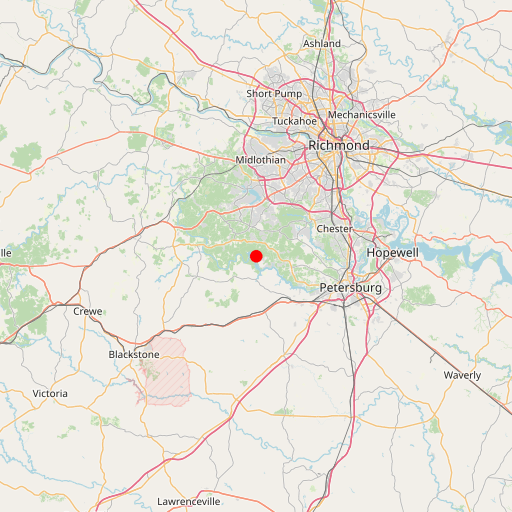 Ashland
Short Pump
Mechanicsville
Tuckahoe
Richmond
Midlothian
Chester
lle
Hopewell
Petersburg
Crewe
Blackstone
Waverly
Victoria
Lawrenceville